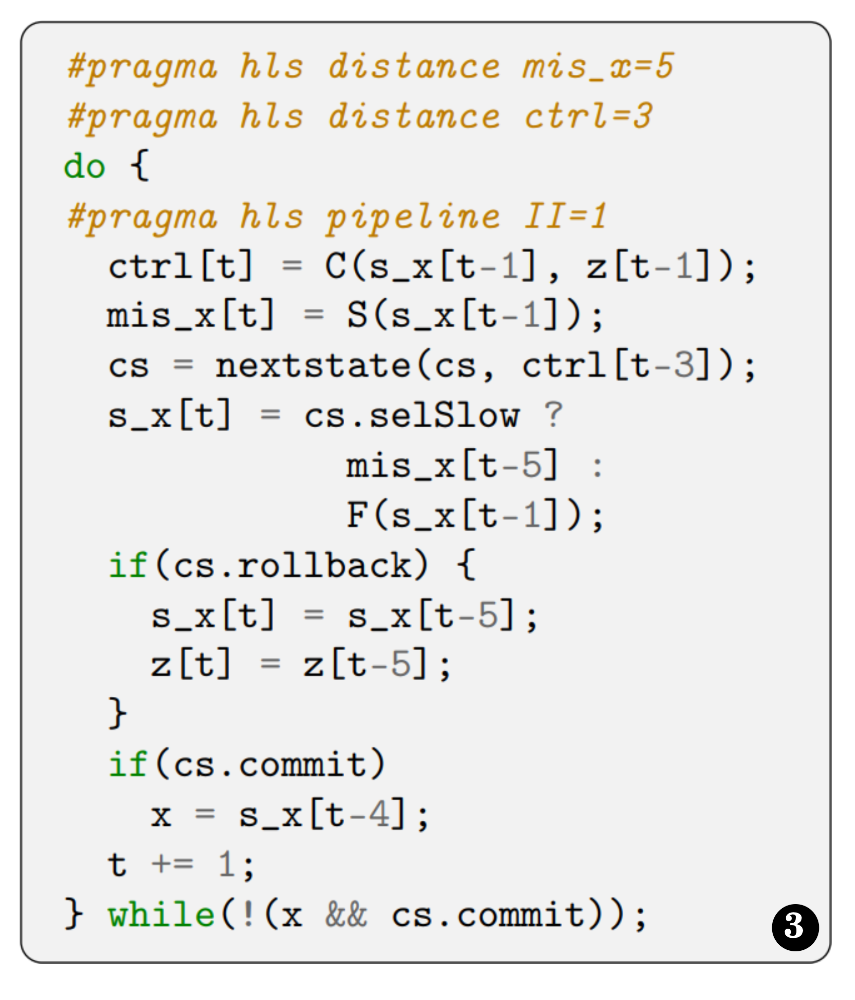 #pragma hls distance mis_x=5
#pragma hls distance ctrl=3
do {
#pragma hls pipeline II=1
  ctrl[t] = C(s_x[t-1], z[t-1]);
  mis_x[t] = S(s_x[t-1]);
  cs = nextstate(cs, ctrl[t-3]);
  s_x[t] = cs.selSlow ?
             mis_x[t-5] :
             F(s_x[t-1]);
  if(cs.rollback) {
    s_x[t] = s_x[t-5];
    z[t] = z[t-5];
  }
  if(cs.commit)
    x = s_x[t-4];
  t += 1;
} while(!(x && cs.commit));
3